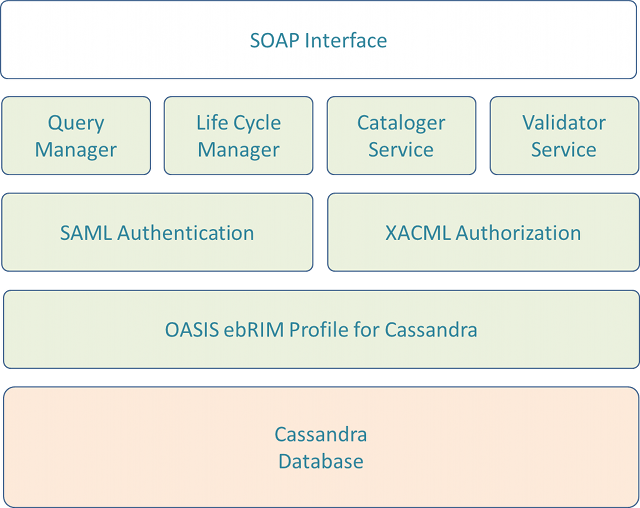 SOAP Interface
Query
Manager
Life Cycle
Manager
Cataloger
Service
Validator
Service
SAML Authentication
XACML Authorization
OASIS ebRIM Profile for Cassandra
Cassandra
Database